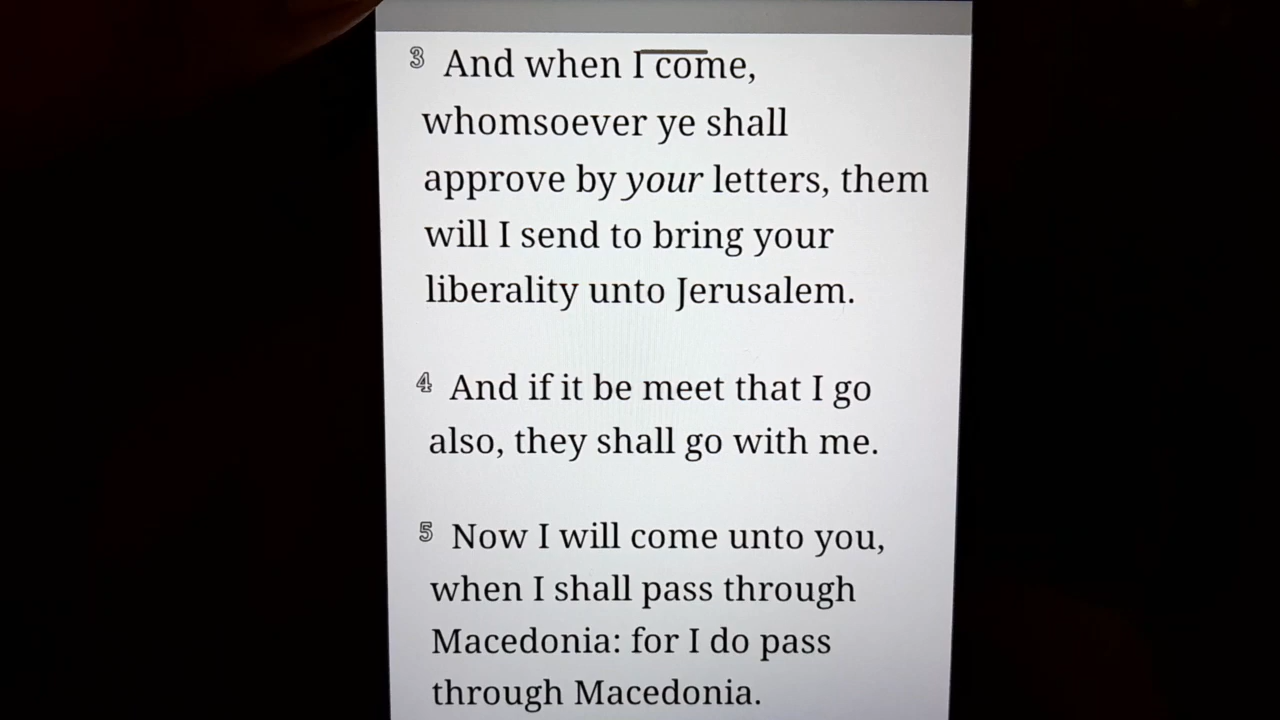 3 And when I come,
whomsoever ye shall
approve by your letters, them
will I send to bring your
liberality unto Jerusalem.
4 And if it be meet that I go
also, they shall go with me.
5 Now I will come unto you,
when I shall pass through
Macedonia: for I do pass
through Macedonia.